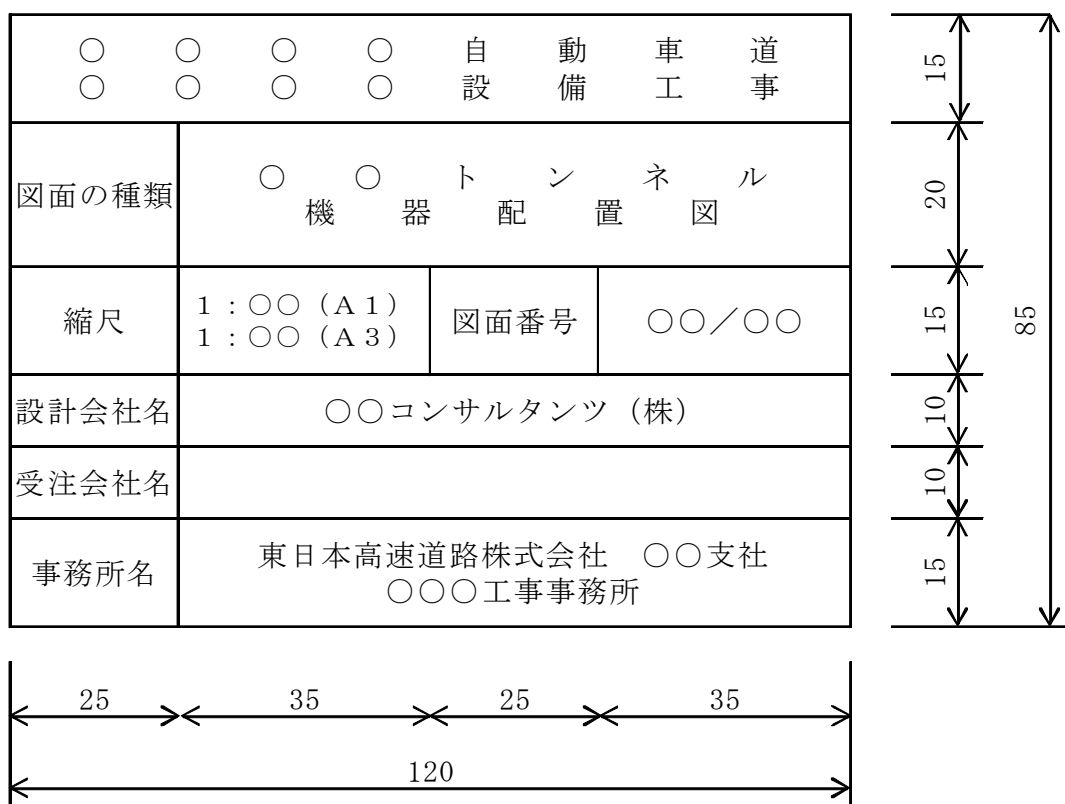 ○○○○自動車道
○○○○設備工事
図面の種類
○○トンネル
機器配置図
縮尺
1:○○(A1)
1:○○(A3)
図面番号
○○/○○
設計会社名
○○コンサルタンツ(株)
受注会社名
事務所名
東日本高速道路株式会社　○○支社
○○○工事事務所
15
20
15
10
10
15
85
25
35
25
35
120